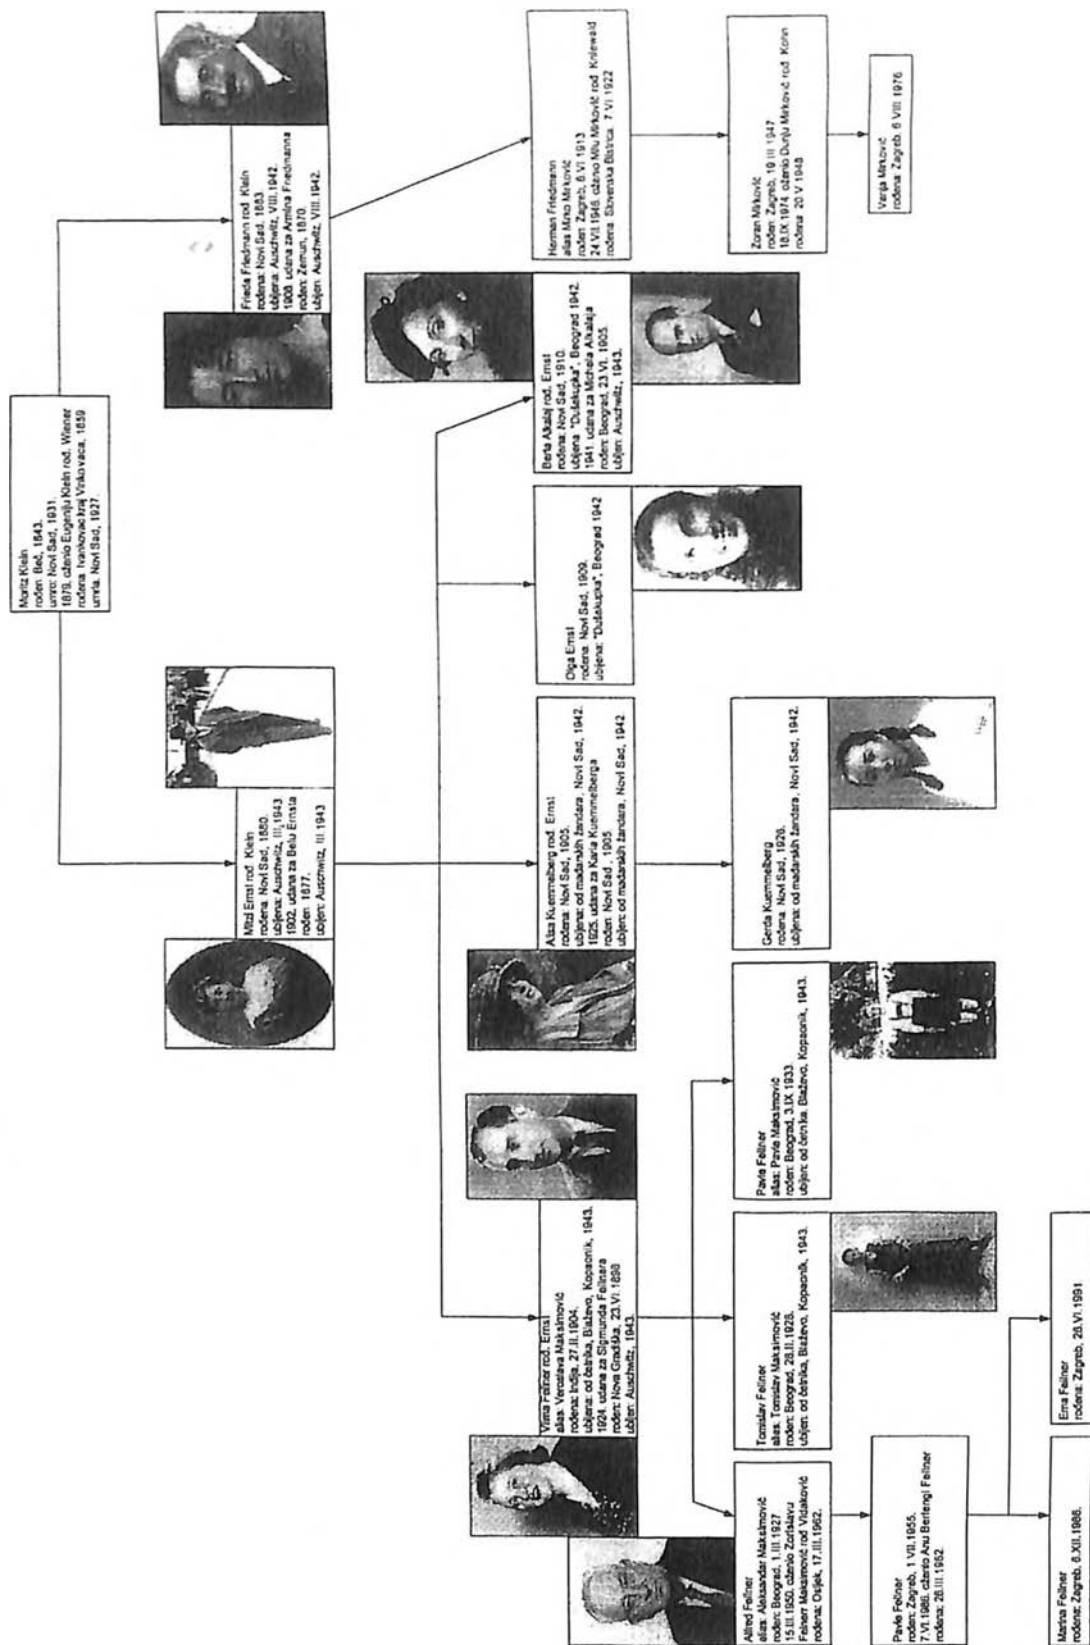 Moritz Klein
rođen: Beč, 1843.
umro: Novi Sad, 1931.
1879. oženio Eugeniju Klein rod. Wiener
rođena: Ivankovac kraj Vinkovaca, 1859
umrla: Novi Sad, 1927.
Mitzi Ernst rod. Klein
rođena: Novi Sad, 1880.
ubijena: Auschwitz, III.1943
1902. udana za Belu Ernsta
rođen: 1877.
ubijen: Auschwitz, III.1943
Frieda Friedmann rod. Klein
rođena: Novi Sad, 1883
ubijena: Auschwitz, VIII.1942.
1908. udana za Armina Friedmanna
rođen: Zemun, 1870.
ubijen: Auschwitz, VIII.1942.
Vilma Fellner rod. Ernst
alias: Veroslava Maksimović
rođena: Inđija, 27.II.1904.
ubijena: od četnika, Blaževo, Kopaonik, 1943.
1924. udana za Sigmunda Fellnera
rođen: Nova Gradiška, 23.VI.1898
ubijen: Auschwitz, 1943.
Alisa Kuemmelberg rod. Ernst
rođena: Novi Sad, 1905.
ubijena: od mađarskih žandara, Novi Sad, 1942.
1925. udana za Karla Kuemmelberga
rođen: Novi Sad, 1905.
ubijen: od mađarskih žandara, Novi Sad, 1942.
Olga Ernst
rođena: Novi Sad, 1909.
ubijena: "Dušekupka", Beograd 1942
Berta Alkalaj rod. Ernst
rođena: Novi Sad, 1910.
ubijena "Dušekupka", Beograd 1942.
1941. udana za Michela Alkalaja
rođen: Beograd, 23.VI. 1905.
ubijen: Auschwitz, 1943.
Herman Friedmann
alias Mirko Mirković
rođen: Zagreb, 6.VI 1913
24 VII 1946. oženio Milu Mirković rod. Knlewald
rođena: Slovenska Bistrica. 7 VI 1922
Alfred Fellner
alias: Aleksandar Maksimović
rođen: Beograd, 1.III.1927
15.III.1950. oženio Zorislavu
Fellnerr Maksimović rod Vidaković
rođena: Osijek, 17.III.1962.
Tomislav Fellner
alias: Tomislav Maksimović
rođen: Beograd, 28.II.1928.
ubijen: od četnika, Blaževo, Kopaonik, 1943.
Pavle Fellner
alias: Pavle Maksimović
rođen: Beograd, 3.IX 1933.
ubijen: od četnika. Blaževo, Kopaonik, 1943.
Gerda Kuemmelberg
rođena: Novi Sad, 1926.
ubijena: od mađarskih žandara, Novi Sad, 1942.
Zoran Mirković
rođen: Zagreb, 19 III 1947
18.IX 1974. oženio Dunju Mirković rod. Kohn
rođena 20 V 1948
Pavle Fellner
rođen: Zagreb, 1 VII.1955.
7.VI.1986. oženio Anu Berlengi Fellner
rođena: 26.III.1962.
Vanja Mirković
rođena: Zagreb. 6 VIII 1976
Marina Fellner
rođena: Zagreb, 6.XII.1986.
Erna Fellner
rođena: Zagreb, 28.VI.1991